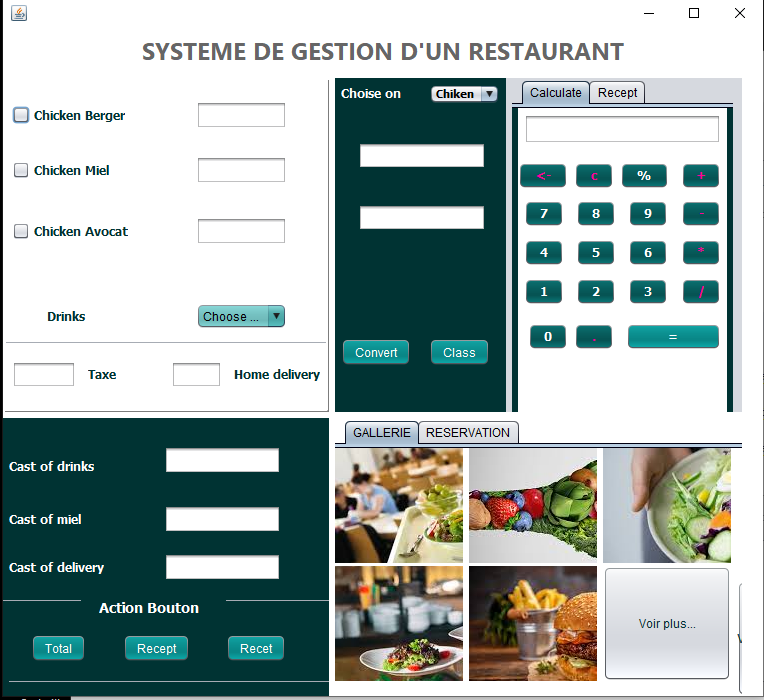 SYSTEME DE GESTION D'UN RESTAURANT
Chicken Berger
Chicken Miel
Chicken Avocat
Drinks
Choose ...
Taxe
Home delivery
Choise on
Chiken
Convert
Class
Calculate
Recept
<-
c
%
+
7
8
9
-
4
5
6
*
1
2
3
/
0
.
=
Cast of drinks
Cast of miel
Cast of delivery
Action Bouton
Total
Recept
Recet
GALLERIE
RESERVATION
Voir plus...